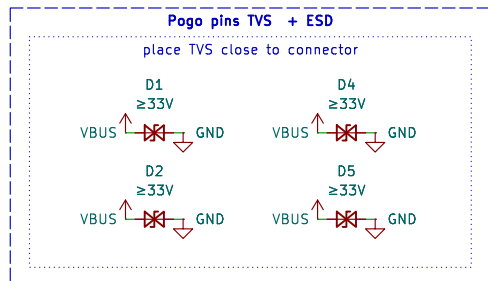 Pogo pins TVS + ESD
place TVS close to connector
D1
≥33V
VBUS GND
D4
≥33V
VBUS GND
D2
≥33V
VBUS GND
D5
≥33V
VBUS GND